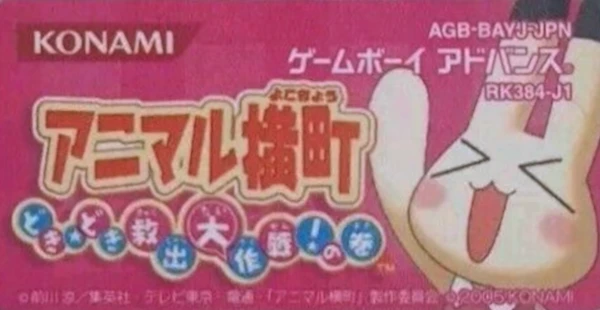 KONAMI
AGB-BAYJ-JPN
ゲームボーイ アドバンス®
RK384-J1
よこちょう
アニマル横町
どき★どき救出大作戦!の巻™
©前川 涼/集英社・テレビ東京・電通・「アニマル横町」製作委員会 ©2005 KONAMI